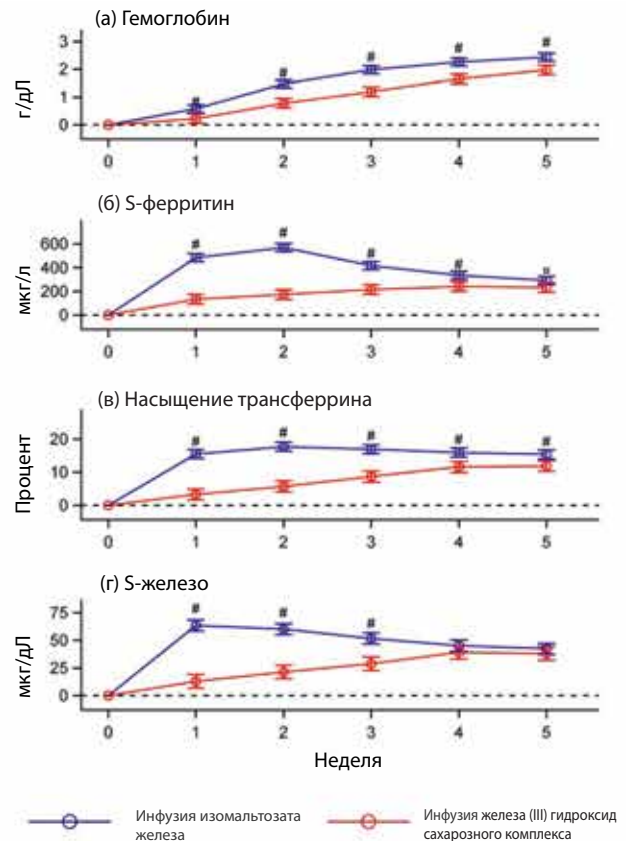 (а) Гемоглобин
г/дЛ
3
2
1
0
# # # # #
0 1 2 3 4 5
(б) S-ферритин
мкг/л
600
400
200
0
# # # #
0 1 2 3 4 5
(в) Насыщение трансферрина
Процент
20
10
0
# # # # #
0 1 2 3 4 5
(г) S-железо
мкг/дЛ
75
50
25
0
# # #
0 1 2 3 4 5
Неделя
Инфузия изомальтозата
железа
Инфузия железа (III) гидроксид
сахарозного комплекса